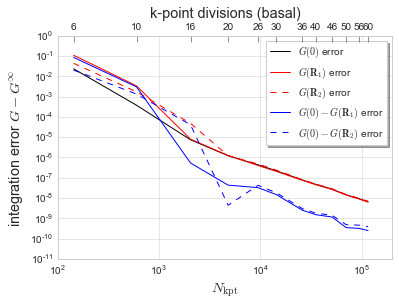 k-point divisions (basal)
6 10 16 20 26 30 36 40 46 50 56 60
integration error G − G^∞
10^0
10^-1
10^-2
10^-3
10^-4
10^-5
10^-6
10^-7
10^-8
10^-9
10^-10
10^-11
G(0) error
G(R₁) error
G(R₂) error
G(0) − G(R₁) error
G(0) − G(R₂) error
10^2 10^3 10^4 10^5
N_kpt